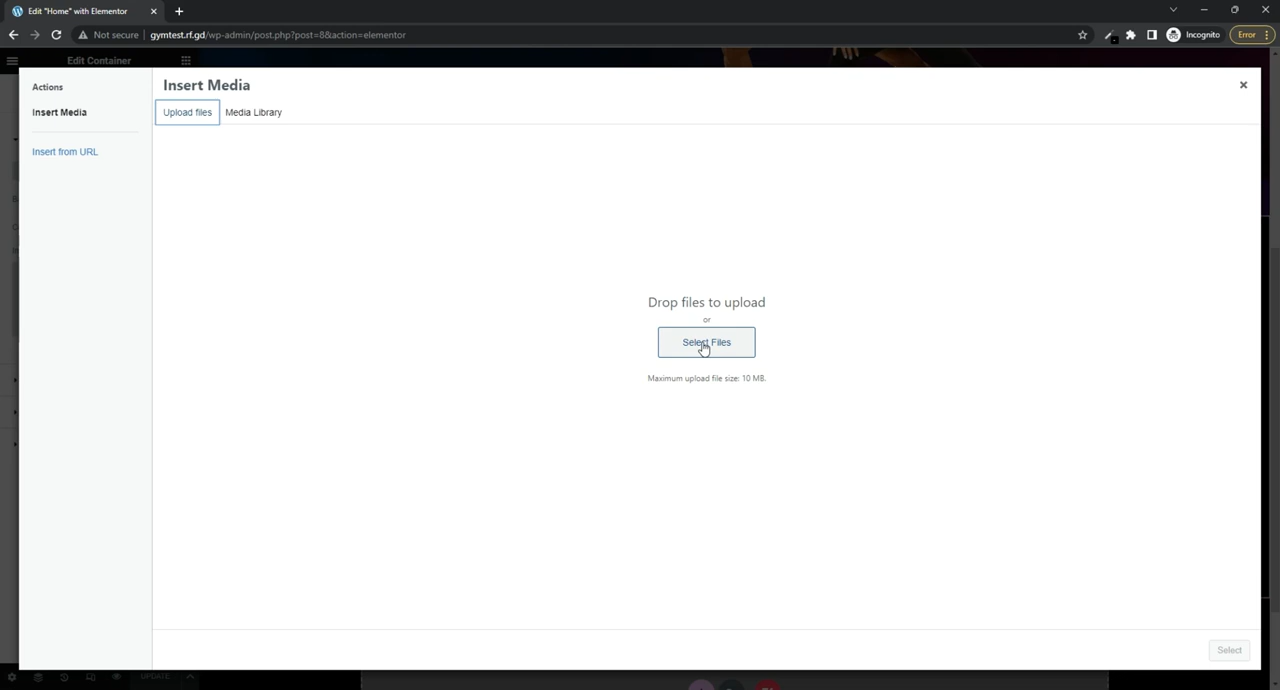 Edit "Home" with Elementor
Not secure
gymtest.rf.gd/wp-admin/post.php?post=8&action=elementor
Incognito
Error
Edit Container
Actions
Insert Media
Insert from URL
Insert Media
Upload files
Media Library
Drop files to upload
or
Select Files
Maximum upload file size: 10 MB.
Select
UPDATE